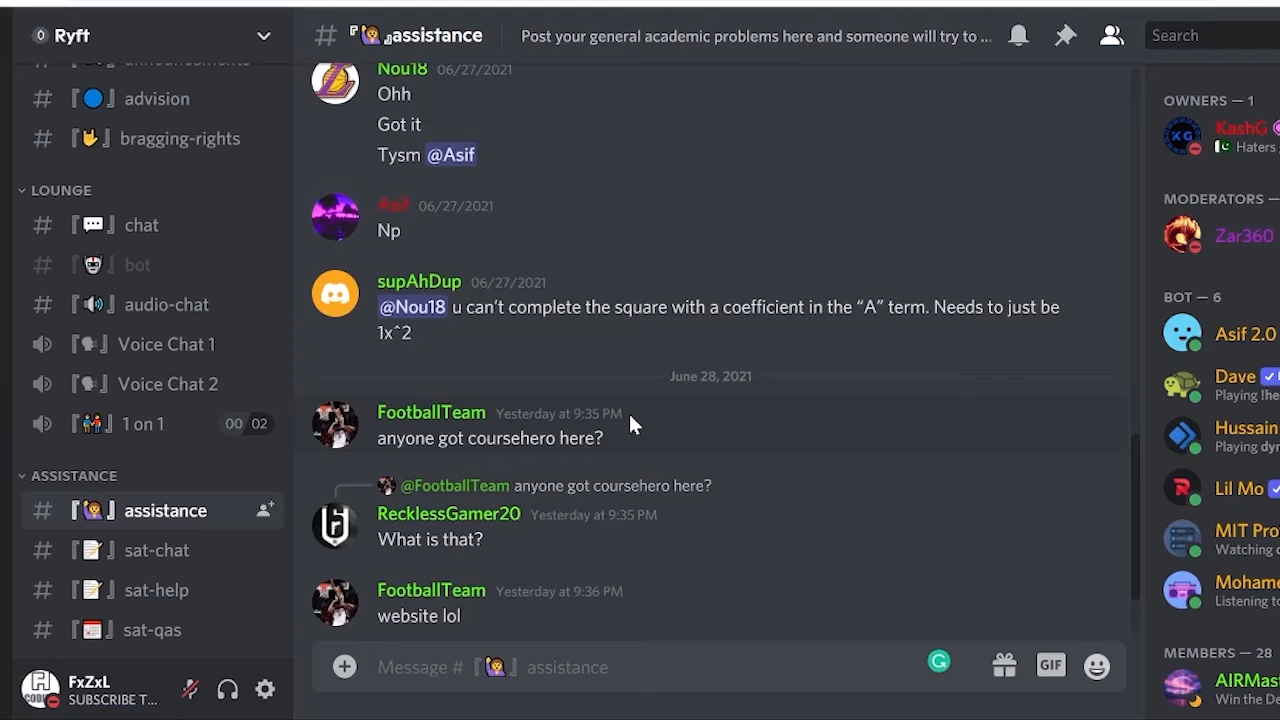 Ryft
announcements
advision
bragging-rights
LOUNGE
chat
bot
audio-chat
Voice Chat 1
Voice Chat 2
1 on 1 00 02
ASSISTANCE
assistance
sat-chat
sat-help
sat-qas
FxZxL
SUBSCRIBE T...
# 『🙋』assistance Post your general academic problems here and someone will try to ...
Search
Nou18 06/27/2021
Ohh
Got it
Tysm @Asif
Asif 06/27/2021
Np
supAhDup 06/27/2021
@Nou18 u can't complete the square with a coefficient in the “A” term. Needs to just be
1x^2
June 28, 2021
FootballTeam Yesterday at 9:35 PM
anyone got coursehero here?
@FootballTeam anyone got coursehero here?
RecklessGamer20 Yesterday at 9:35 PM
What is that?
FootballTeam Yesterday at 9:36 PM
website lol
Message # 『🙋』 assistance
GIF
OWNERS — 1
KG
KashG
Haters
MODERATORS —
Zar360
BOT — 6
Asif 2.0
Dave
Playing !he
Hussain
Playing dyn
Lil Mo
MIT Pro
Watching
Mohame
Listening to
MEMBERS — 28
AIRMast
Win the De